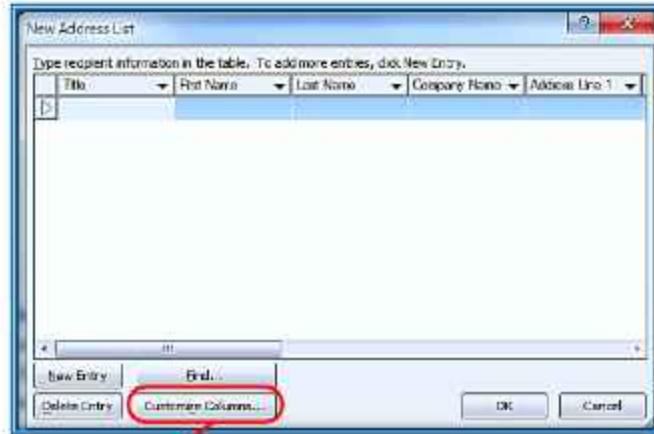 New Address List
Type recipient information in the table. To add more entries, click New Entry.
Title First Name Last Name Company Name Address Line 1
New Entry Find...
Delete Entry Customize Columns... OK Cancel